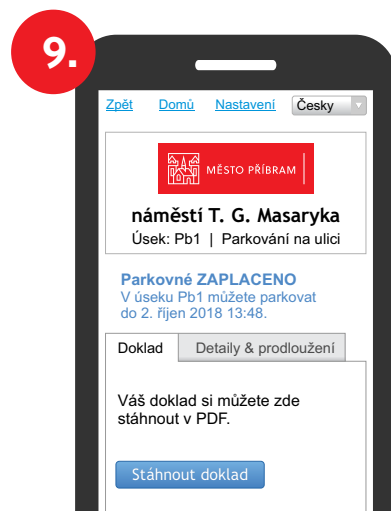 9.
Zpět Domů Nastavení Česky
MĚSTO PŘÍBRAM
náměstí T. G. Masaryka
Úsek: Pb1 | Parkování na ulici
Parkovné ZAPLACENO
V úseku Pb1 můžete parkovat
do 2. říjen 2018 13:48.
Doklad Detaily & prodloužení
Váš doklad si můžete zde
stáhnout v PDF.
Stáhnout doklad